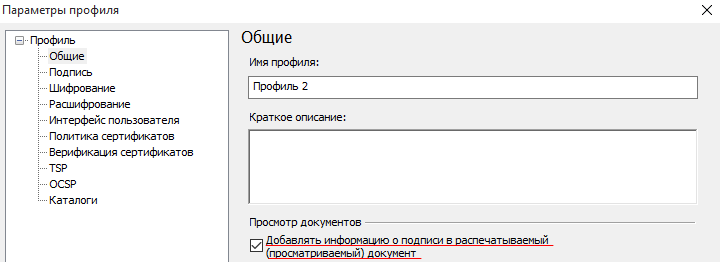 Параметры профиля
Профиль
Общие
Подпись
Шифрование
Расшифрование
Интерфейс пользователя
Политика сертификатов
Верификация сертификатов
TSP
OCSP
Каталоги
Общие
Имя профиля:
Профиль 2
Краткое описание:
Просмотр документов
Добавлять информацию о подписи в распечатываемый
(просматриваемый) документ